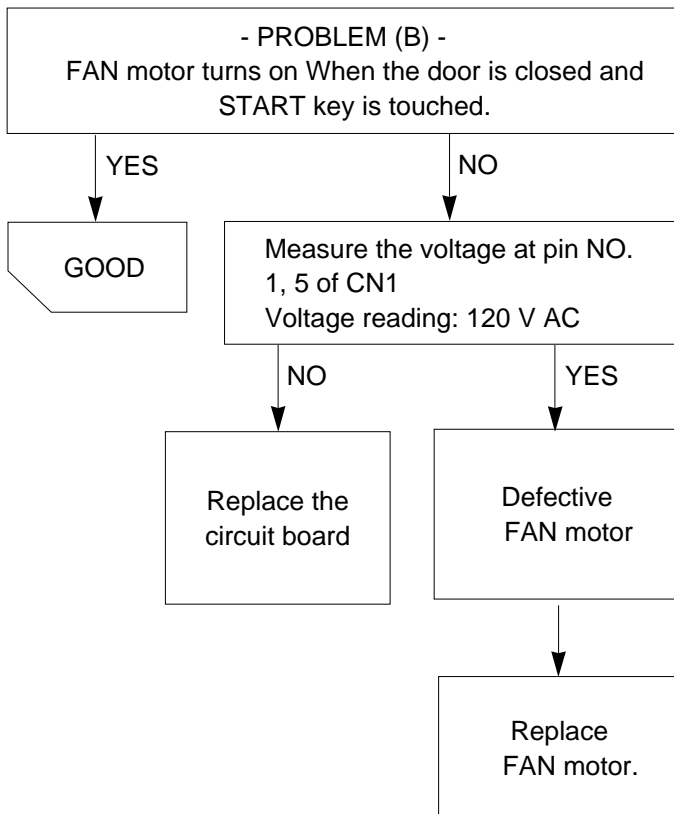 - PROBLEM (B) -
FAN motor turns on When the door is closed and
START key is touched.
YES
NO
GOOD
Measure the voltage at pin NO.
1, 5 of CN1
Voltage reading: 120 V AC
NO
YES
Replace the
circuit board
Defective
FAN motor
Replace
FAN motor.